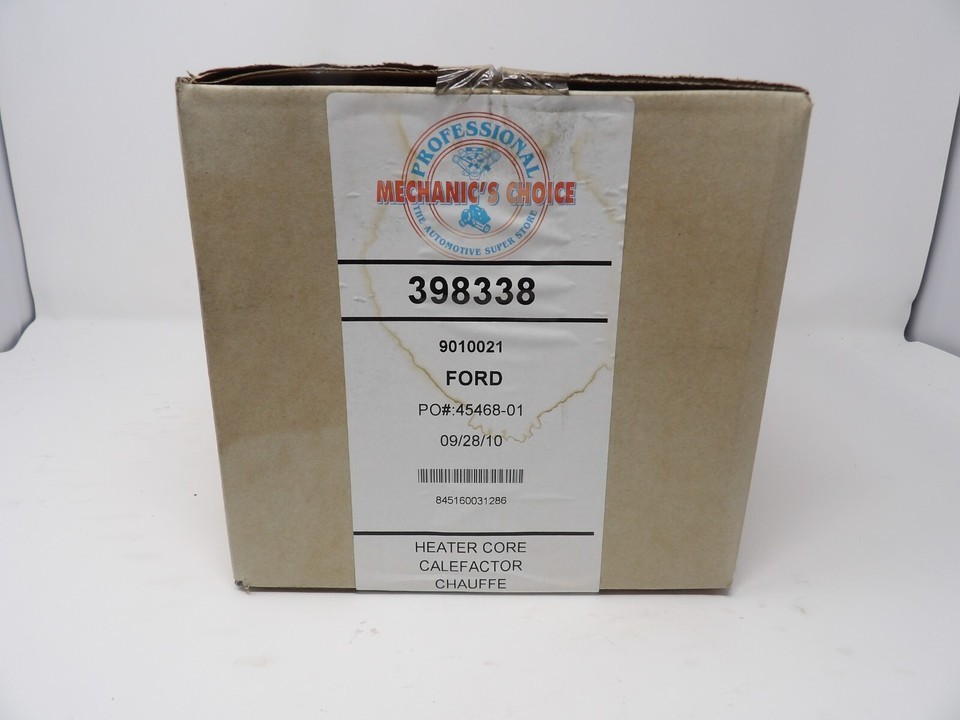 PROFESSIONAL
MECHANIC'S CHOICE
THE AUTOMOTIVE SUPER STORE
398338
9010021
FORD
PO#:45468-01
09/28/10
845160031286
HEATER CORE
CALEFACTOR
CHAUFFE